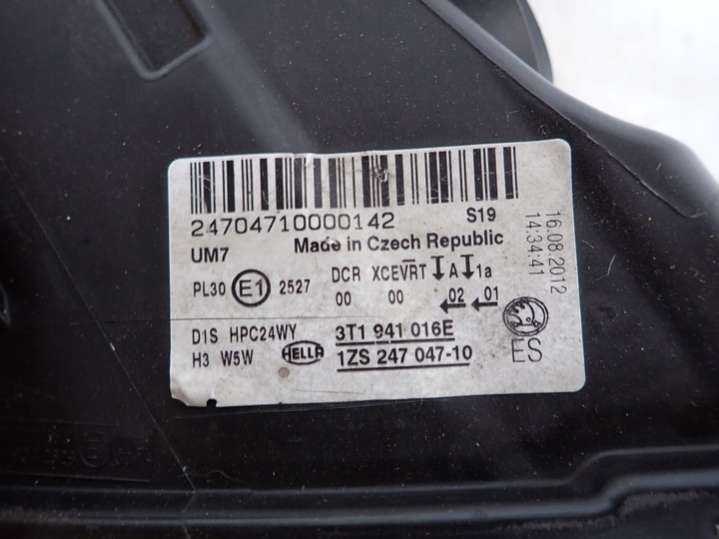 24704710000142 S19
UM7 Made in Czech Republic
PL30 E1 2527 DCR XCEVRT A 1a
00 00 02 01
D1S HPC24WY 3T1 941 016E
H3 W5W HELLA 1ZS 247 047-10
ES
16.08.2012
14:34:41